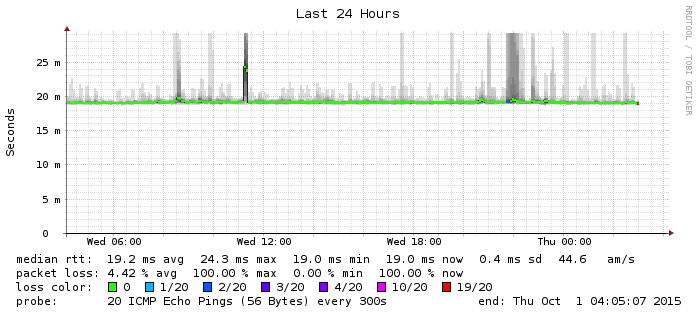 Last 24 Hours
RRDTOOL / TOBI OETIKER
Seconds
25 m
20 m
15 m
10 m
5 m
0
Wed 06:00 Wed 12:00 Wed 18:00 Thu 00:00
median rtt: 19.2 ms avg 24.3 ms max 19.0 ms min 19.0 ms now 0.4 ms sd 44.6 am/s
packet loss: 4.42 % avg 100.00 % max 0.00 % min 100.00 % now
loss color: 0 1/20 2/20 3/20 4/20 10/20 19/20
probe: 20 ICMP Echo Pings (56 Bytes) every 300s end: Thu Oct 1 04:05:07 2015